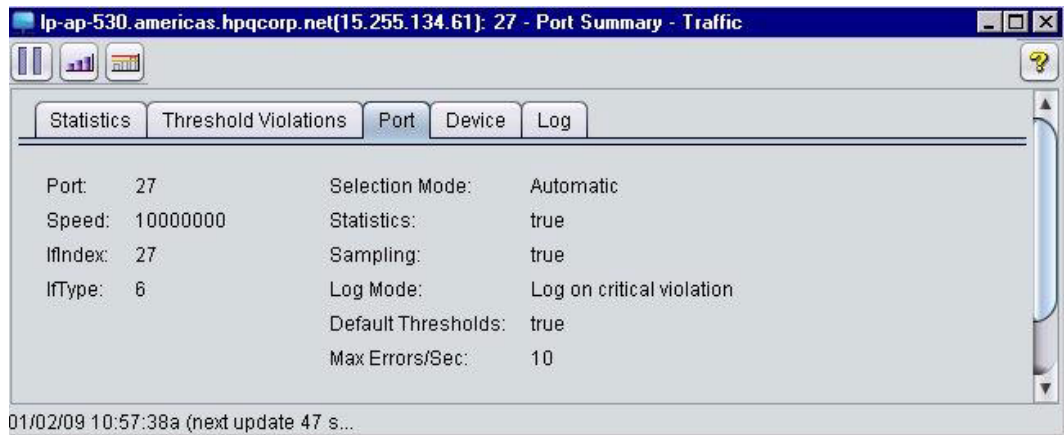 lp-ap-530.americas.hpqcorp.net(15.255.134.61): 27 - Port Summary - Traffic
?
Statistics Threshold Violations Port Device Log
Port: 27 Selection Mode: Automatic
Speed: 10000000 Statistics: true
IfIndex: 27 Sampling: true
IfType: 6 Log Mode: Log on critical violation
Default Thresholds: true
Max Errors/Sec: 10
01/02/09 10:57:38a (next update 47 s...